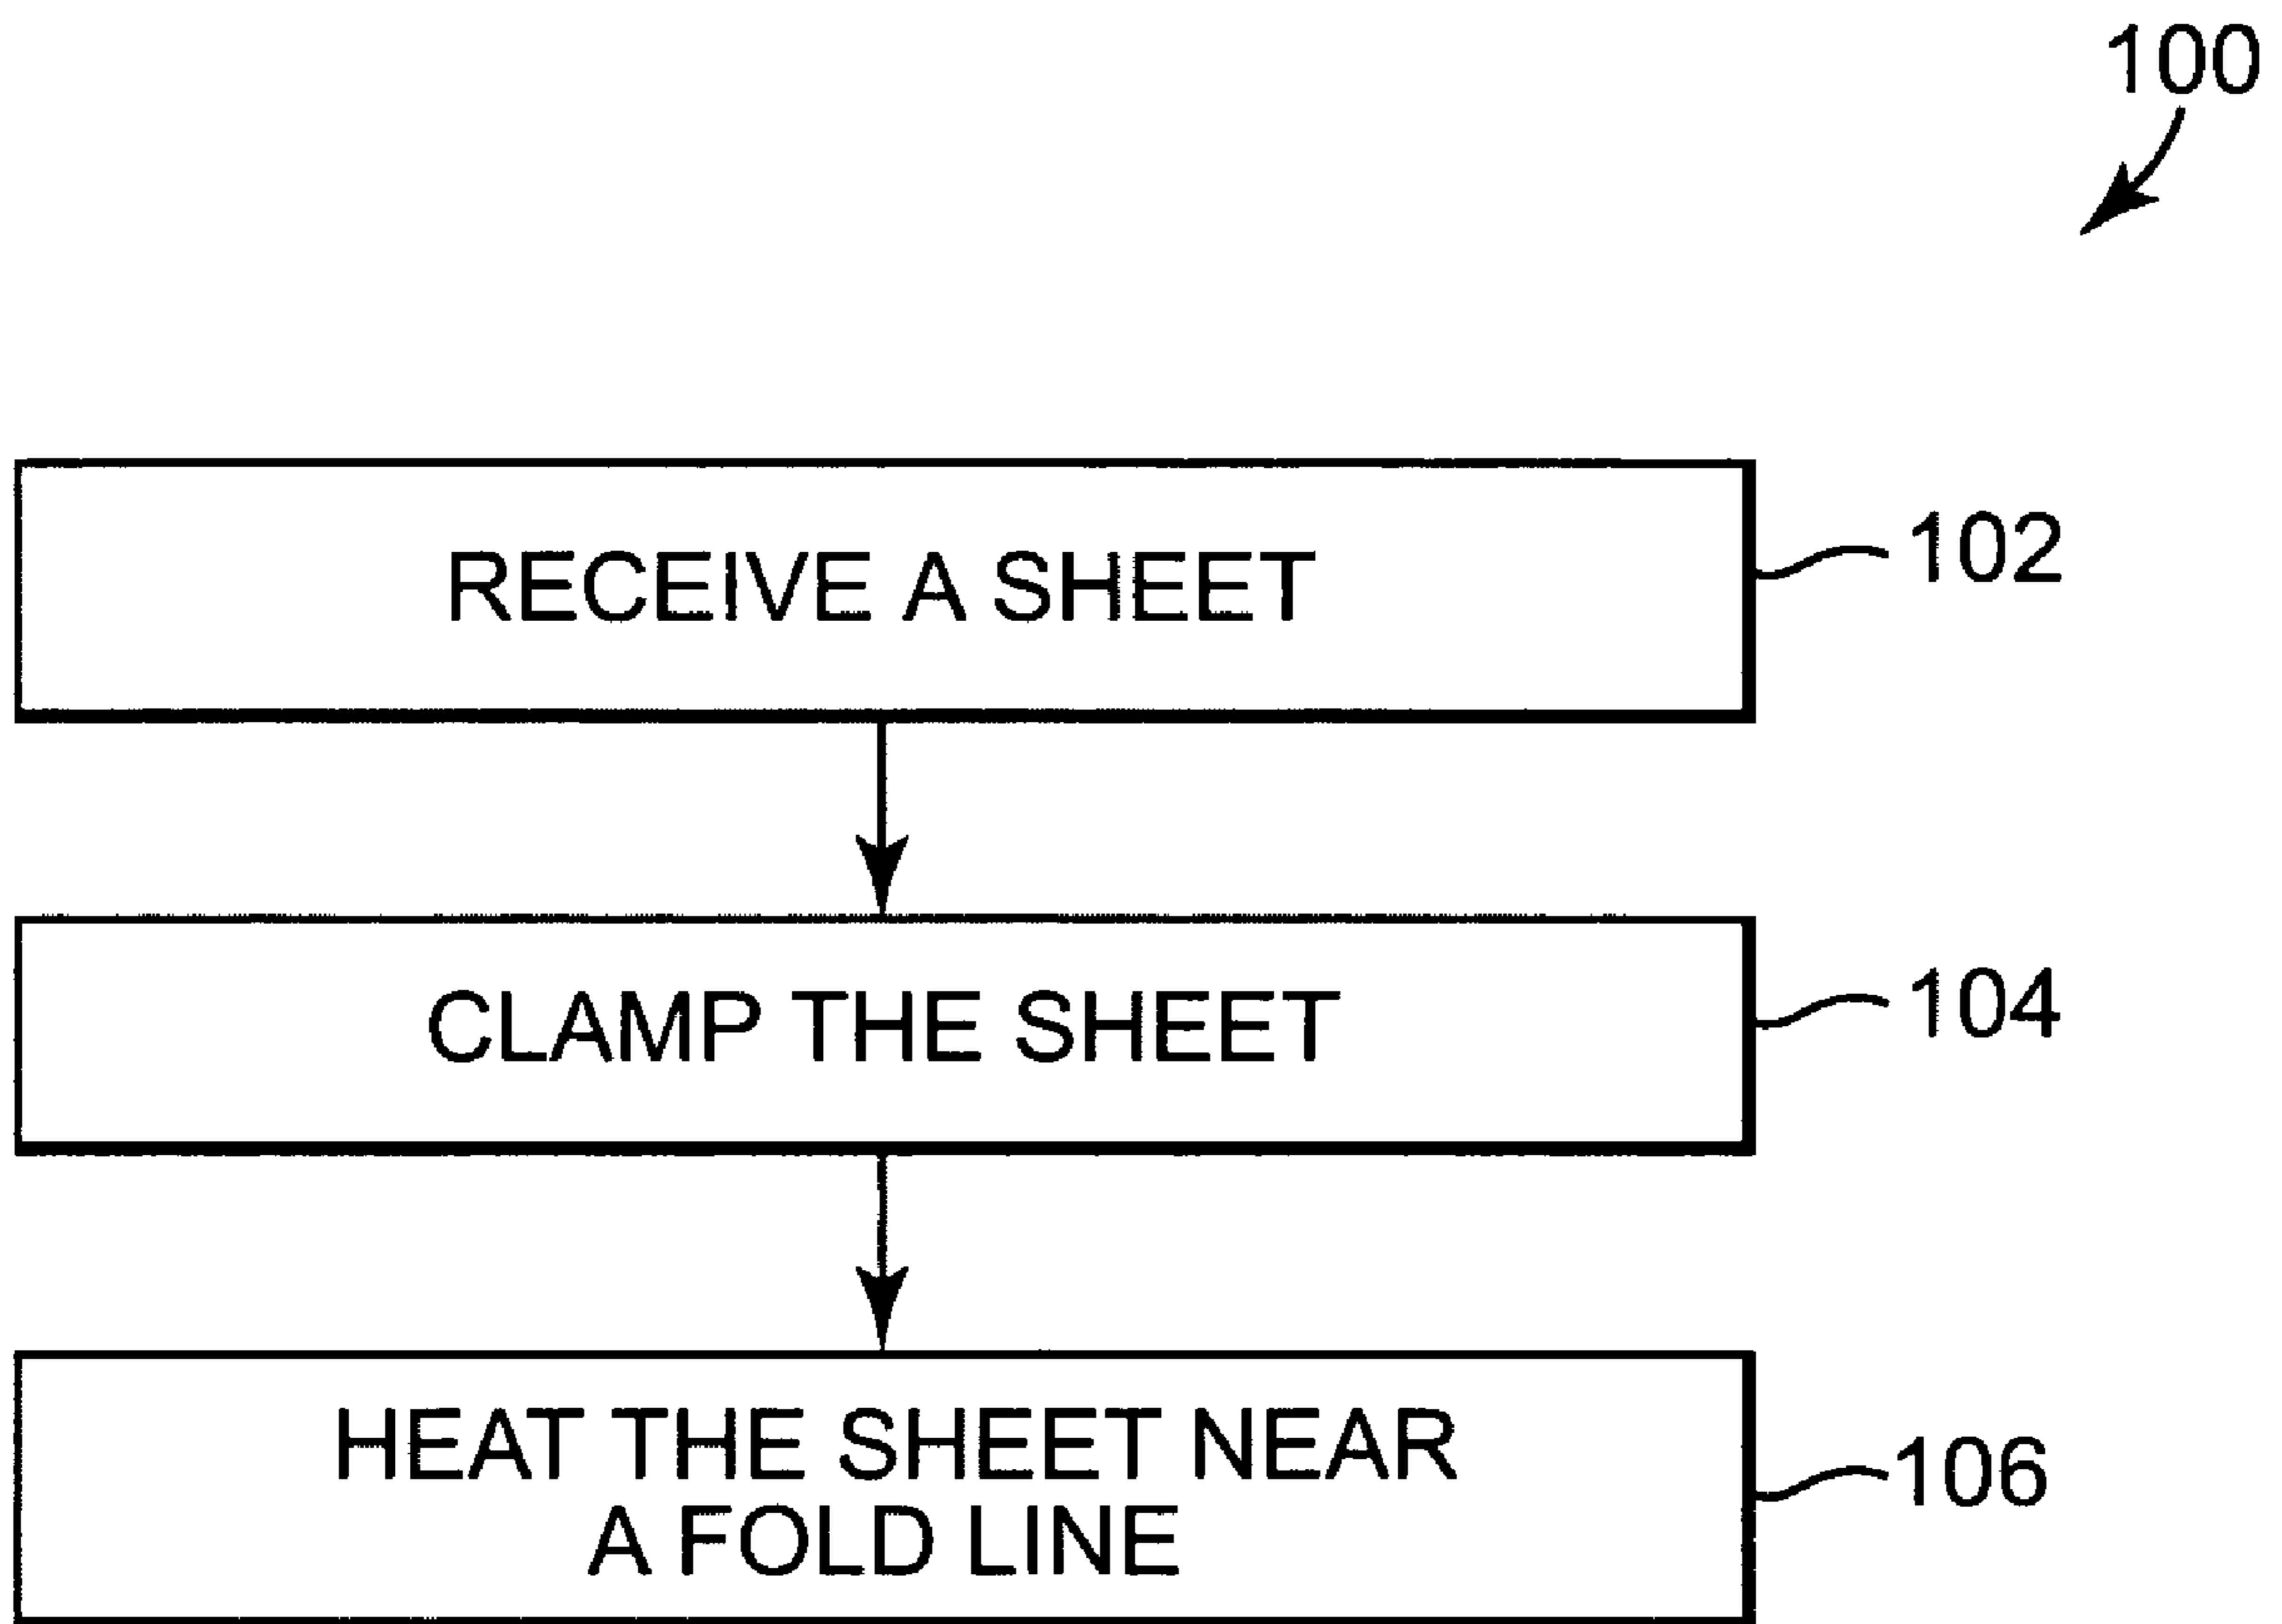 100
RECEIVE A SHEET
102
CLAMP THE SHEET
104
HEAT THE SHEET NEAR
A FOLD LINE
106